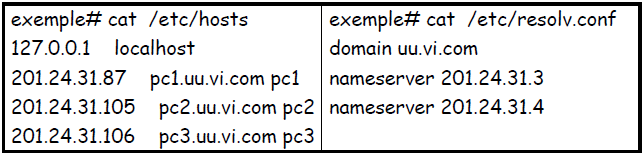 exemple# cat /etc/hosts
127.0.0.1 localhost
201.24.31.87 pc1.uu.vi.com pc1
201.24.31.105 pc2.uu.vi.com pc2
201.24.31.106 pc3.uu.vi.com pc3
exemple# cat /etc/resolv.conf
domain uu.vi.com
nameserver 201.24.31.3
nameserver 201.24.31.4